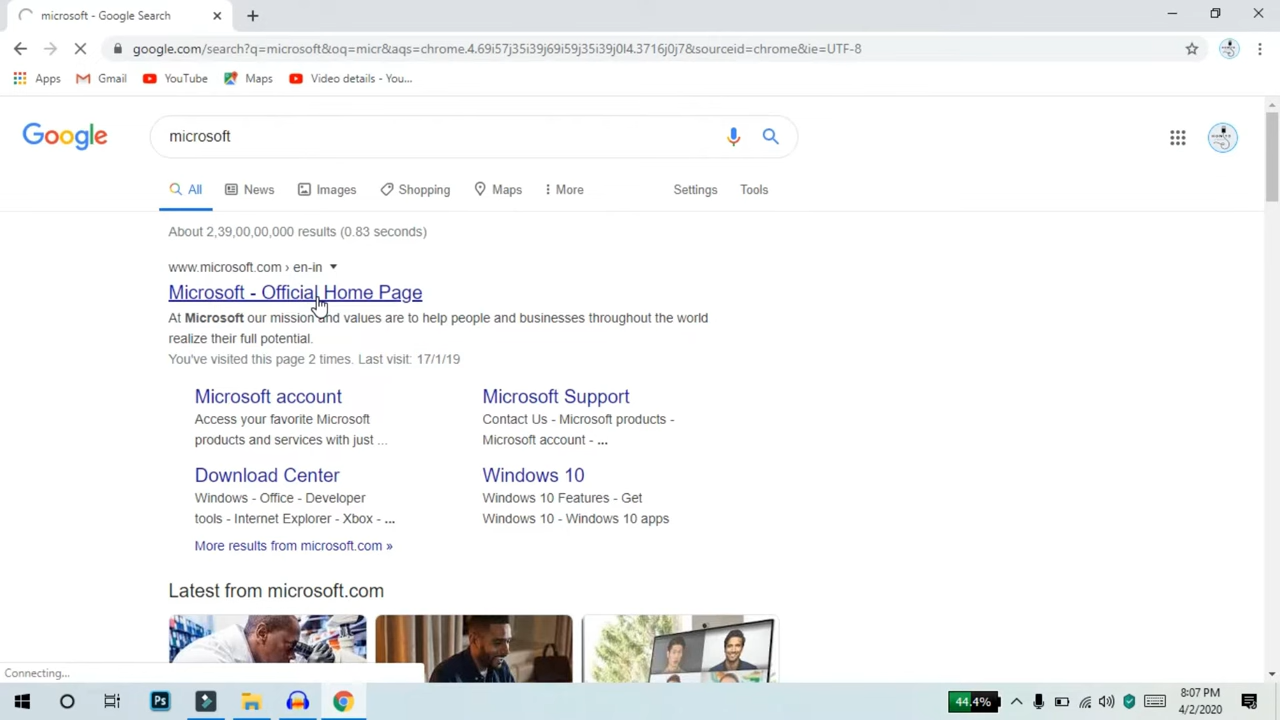 microsoft - Google Search
google.com/search?q=microsoft&oq=micr&aqs=chrome.4.69i57j35i39j69i59j35i39j0l4.3716j0j7&sourceid=chrome&ie=UTF-8
Apps Gmail YouTube Maps Video details - You...
Google
microsoft
All News Images Shopping Maps More Settings Tools
About 2,39,00,00,000 results (0.83 seconds)
www.microsoft.com › en-in
Microsoft - Official Home Page
At Microsoft our mission and values are to help people and businesses throughout the world
realize their full potential.
You've visited this page 2 times. Last visit: 17/1/19
Microsoft account
Access your favorite Microsoft
products and services with just ...
Microsoft Support
Contact Us - Microsoft products -
Microsoft account - ...
Download Center
Windows - Office - Developer
tools - Internet Explorer - Xbox - ...
Windows 10
Windows 10 Features - Get
Windows 10 - Windows 10 apps
More results from microsoft.com »
Latest from microsoft.com
Connecting...
Ps
44.4%
8:07 PM
4/2/2020